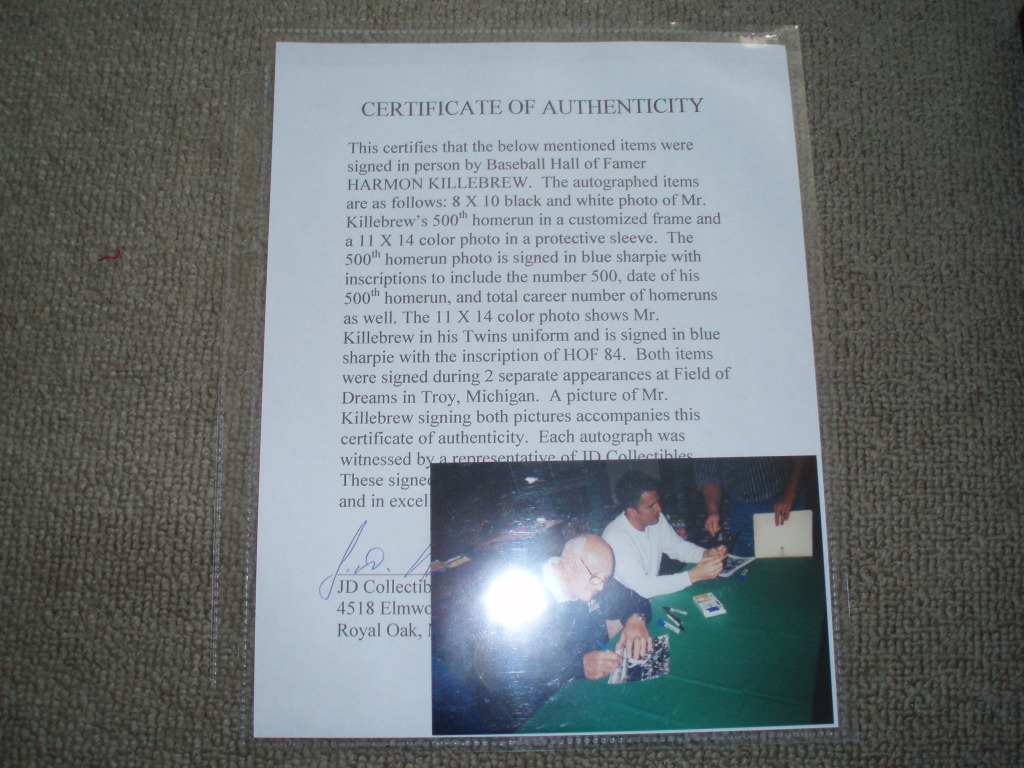 CERTIFICATE OF AUTHENTICITY
This certifies that the below mentioned items were
signed in person by Baseball Hall of Famer
HARMON KILLEBREW. The autographed items
are as follows: 8 X 10 black and white photo of Mr.
Killebrew's 500th homerun in a customized frame and
a 11 X 14 color photo in a protective sleeve. The
500th homerun photo is signed in blue sharpie with
inscriptions to include the number 500, date of his
500th homerun, and total career number of homeruns
as well. The 11 X 14 color photo shows Mr.
Killebrew in his Twins uniform and is signed in blue
sharpie with the inscription of HOF 84. Both items
were signed during 2 separate appearances at Field of
Dreams in Troy, Michigan. A picture of Mr.
Killebrew signing both pictures accompanies this
certificate of authenticity. Each autograph was
witnessed by a representative of JD Collectibles
These signe
and in excel
JD Collectib
4518 Elmwo
Royal Oak,